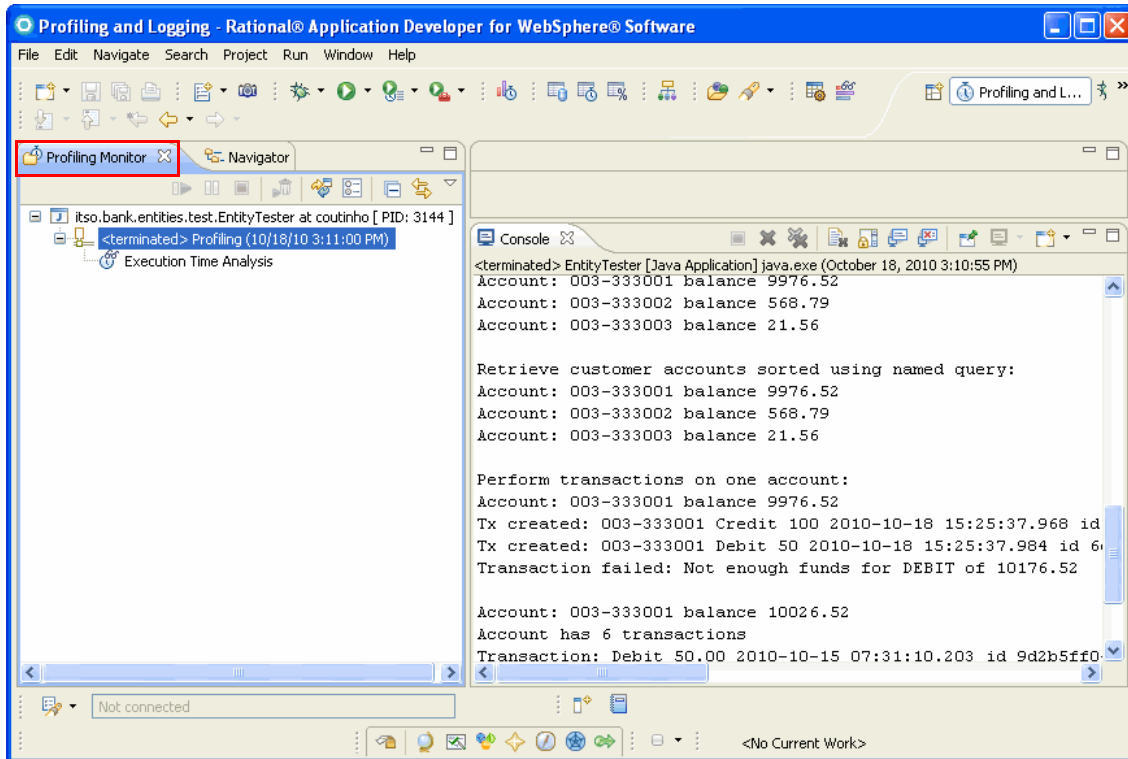 Profiling and Logging - Rational® Application Developer for WebSphere® Software
File Edit Navigate Search Project Run Window Help
Profiling and L...
Profiling Monitor
Navigator
itso.bank.entities.test.EntityTester at coutinho [ PID: 3144 ]
<terminated> Profiling (10/18/10 3:11:00 PM)
Execution Time Analysis
Console
<terminated> EntityTester [Java Application] java.exe (October 18, 2010 3:10:55 PM)
Account: 003-333001 balance 9976.52
Account: 003-333002 balance 568.79
Account: 003-333003 balance 21.56
Retrieve customer accounts sorted using named query:
Account: 003-333001 balance 9976.52
Account: 003-333002 balance 568.79
Account: 003-333003 balance 21.56
Perform transactions on one account:
Account: 003-333001 balance 9976.52
Tx created: 003-333001 Credit 100 2010-10-18 15:25:37.968 id
Tx created: 003-333001 Debit 50 2010-10-18 15:25:37.984 id
Transaction failed: Not enough funds for DEBIT of 10176.52
Account: 003-333001 balance 10026.52
Account has 6 transactions
Transaction: Debit 50.00 2010-10-15 07:31:10.203 id 9d2b5ff0
Not connected
<No Current Work>